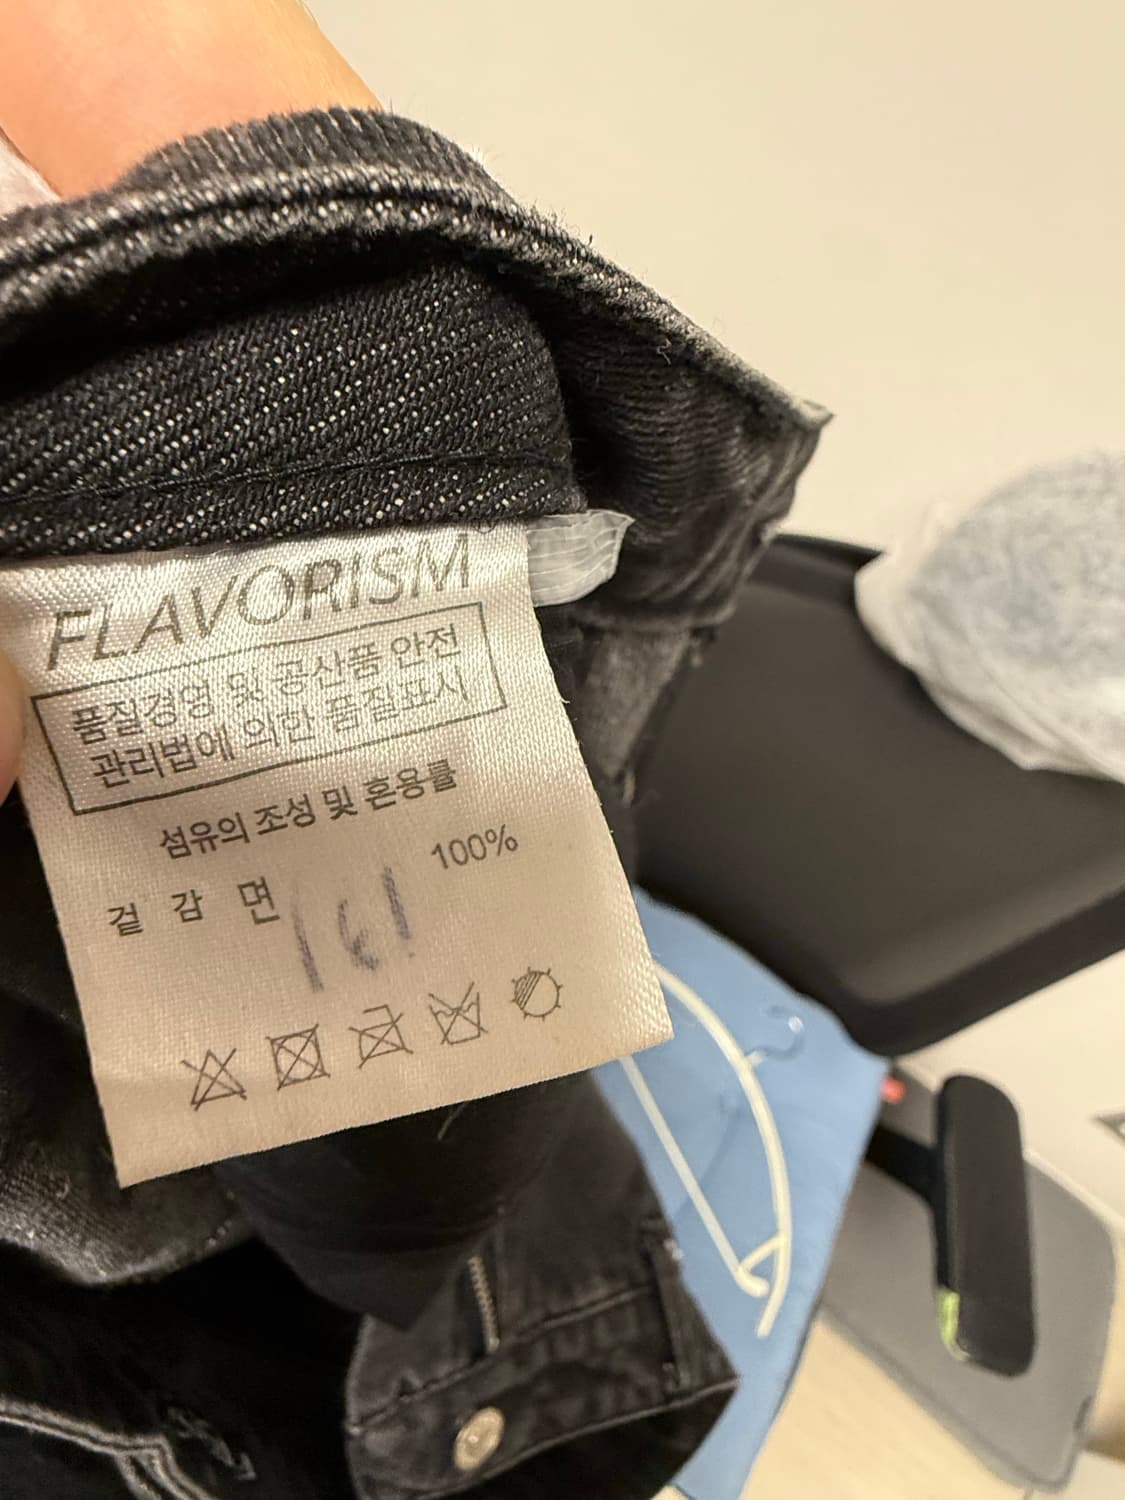 FLAVORISM
품질경영 및 공산품 안전
관리법에 의한 품질표시
섬유의 조성 및 혼용률
100%
겉 감 면